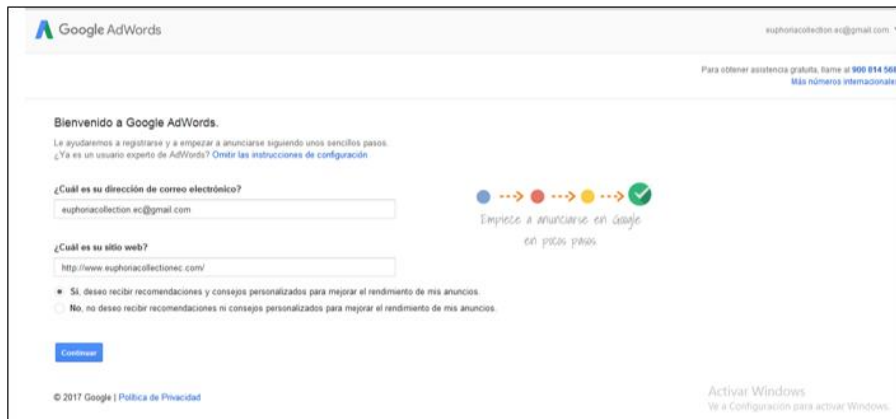 Google AdWords
euphoriacollection.ec@gmail.com
Para obtener asistencia gratuita, llame al 900 814 568
Más números internacionales
Bienvenido a Google AdWords.
Le ayudaremos a registrarse y a empezar a anunciarse siguiendo unos sencillos pasos.
¿Ya es un usuario experto de AdWords? Omitir las instrucciones de configuración
¿Cuál es su dirección de correo electrónico?
euphoriacollection.ec@gmail.com
Empiece a anunciarse en Google
en pocos pasos
¿Cuál es su sitio web?
http://www.euphoriacollectionec.com/
Sí, deseo recibir recomendaciones y consejos personalizados para mejorar el rendimiento de mis anuncios.
No, no deseo recibir recomendaciones ni consejos personalizados para mejorar el rendimiento de mis anuncios.
Continuar
© 2017 Google | Política de Privacidad
Activar Windows
Ve a Configuración para activar Windows.